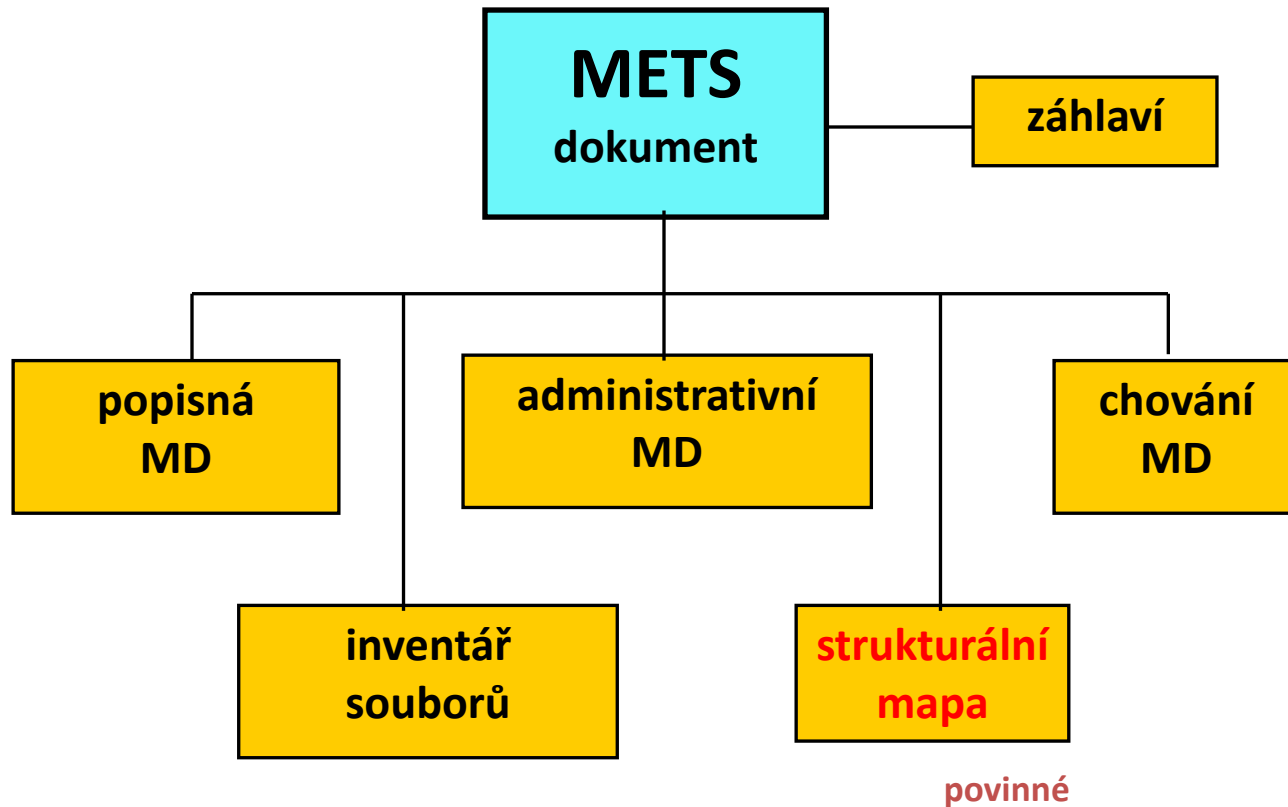 METS
dokument
záhlaví
popisná
MD
administrativní
MD
chování
MD
inventář
souborů
strukturální
mapa
povinné